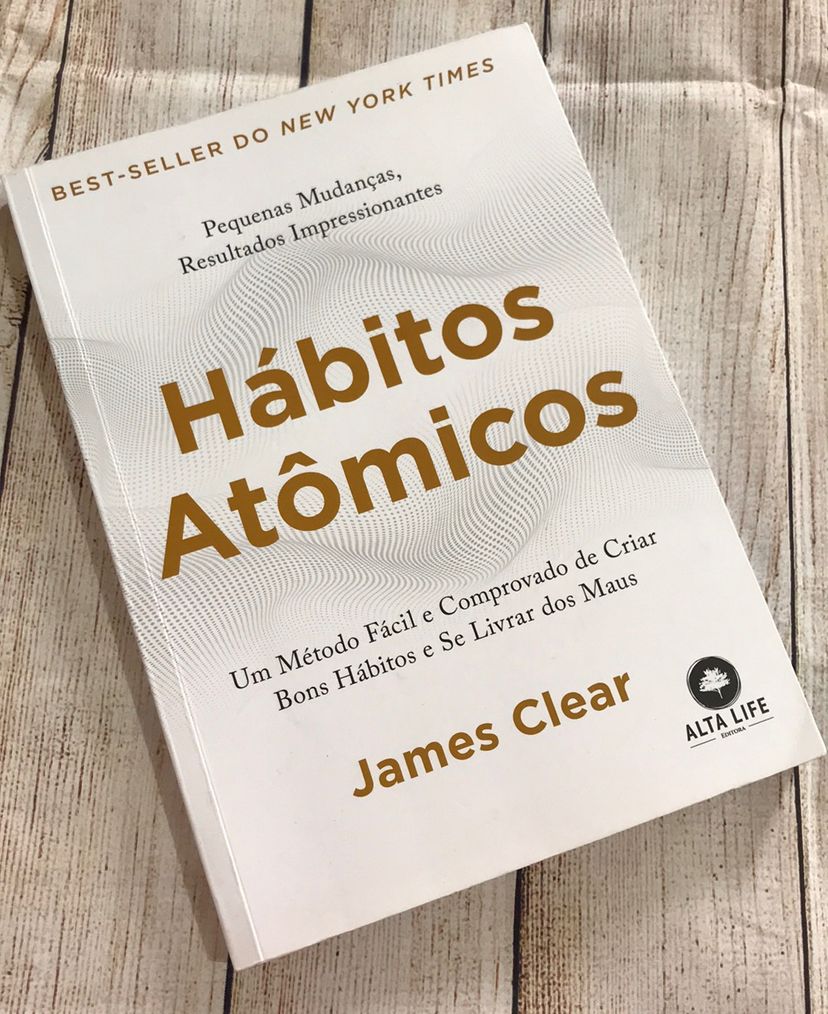 BEST-SELLER DO NEW YORK TIMES
Pequenas Mudanças,
Resultados Impressionantes
Hábitos
Atômicos
Um Método Fácil e Comprovado de Criar
Bons Hábitos e Se Livrar dos Maus
James Clear
ALTA LIFE
EDITORA